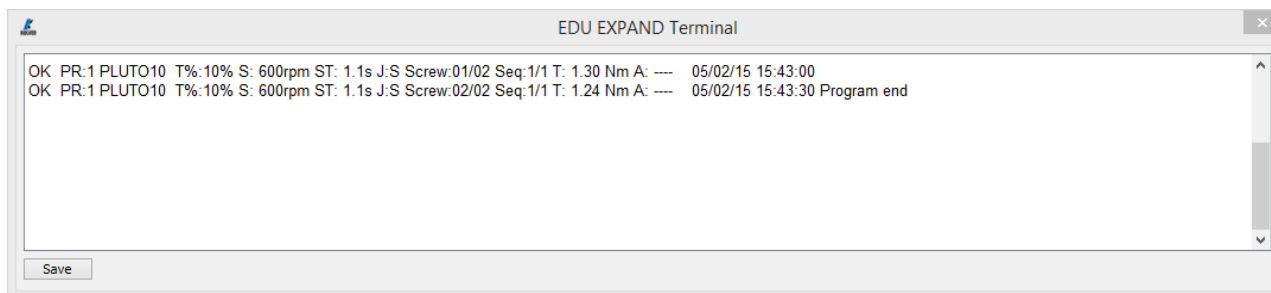 EDU EXPAND Terminal
OK PR:1 PLUTO10 T%:10% S: 600rpm ST: 1.1s J:S Screw:01/02 Seq:1/1 T: 1.30 Nm A: ---- 05/02/15 15:43:00
OK PR:1 PLUTO10 T%:10% S: 600rpm ST: 1.1s J:S Screw:02/02 Seq:1/1 T: 1.24 Nm A: ---- 05/02/15 15:43:30 Program end
Save